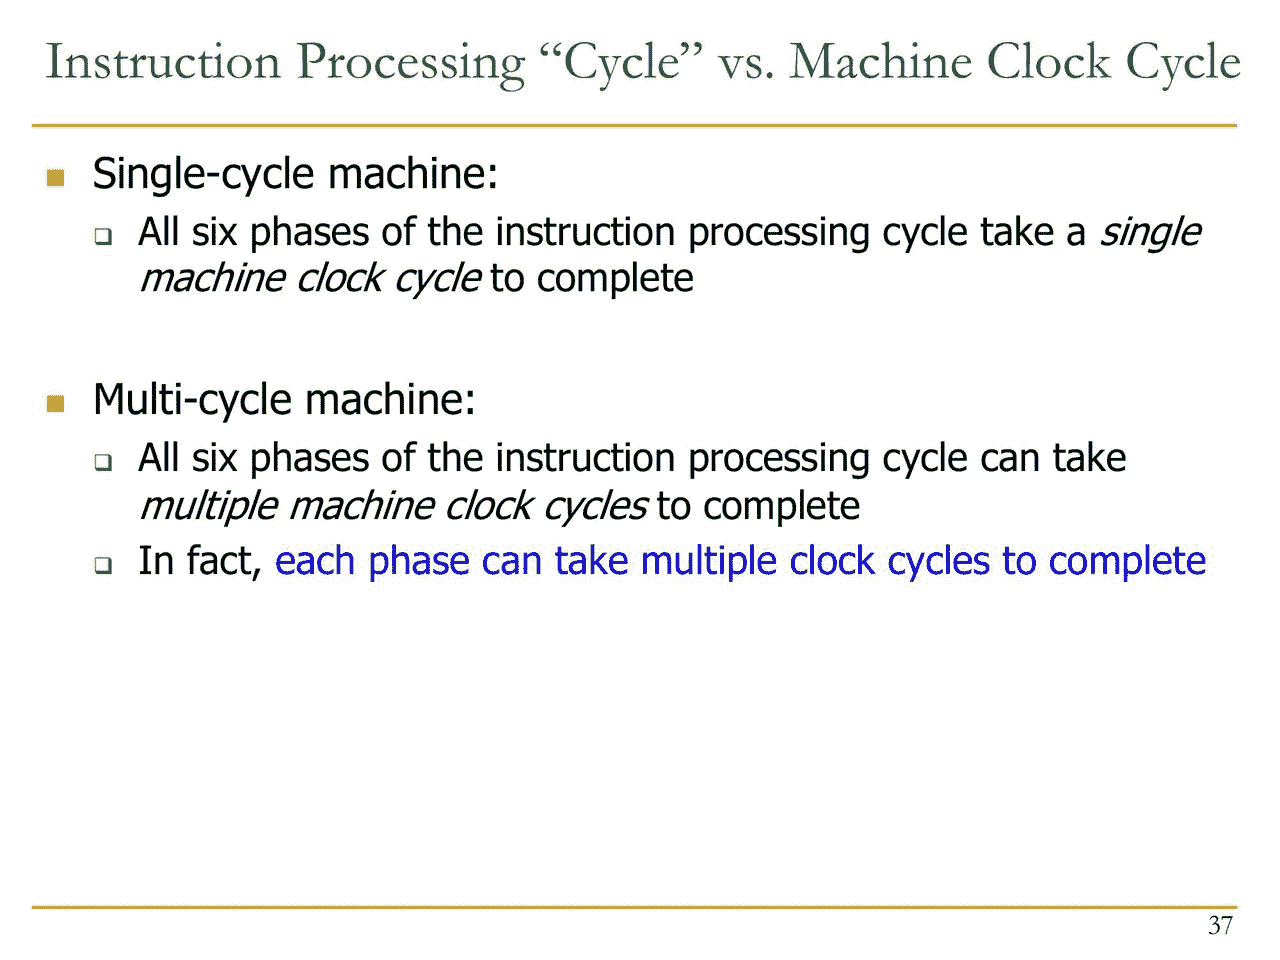 Instruction Processing “Cycle” vs. Machine Clock Cycle
Single-cycle machine:
All six phases of the instruction processing cycle take a single
machine clock cycle to complete
Multi-cycle machine:
All six phases of the instruction processing cycle can take
multiple machine clock cycles to complete
In fact, each phase can take multiple clock cycles to complete
37